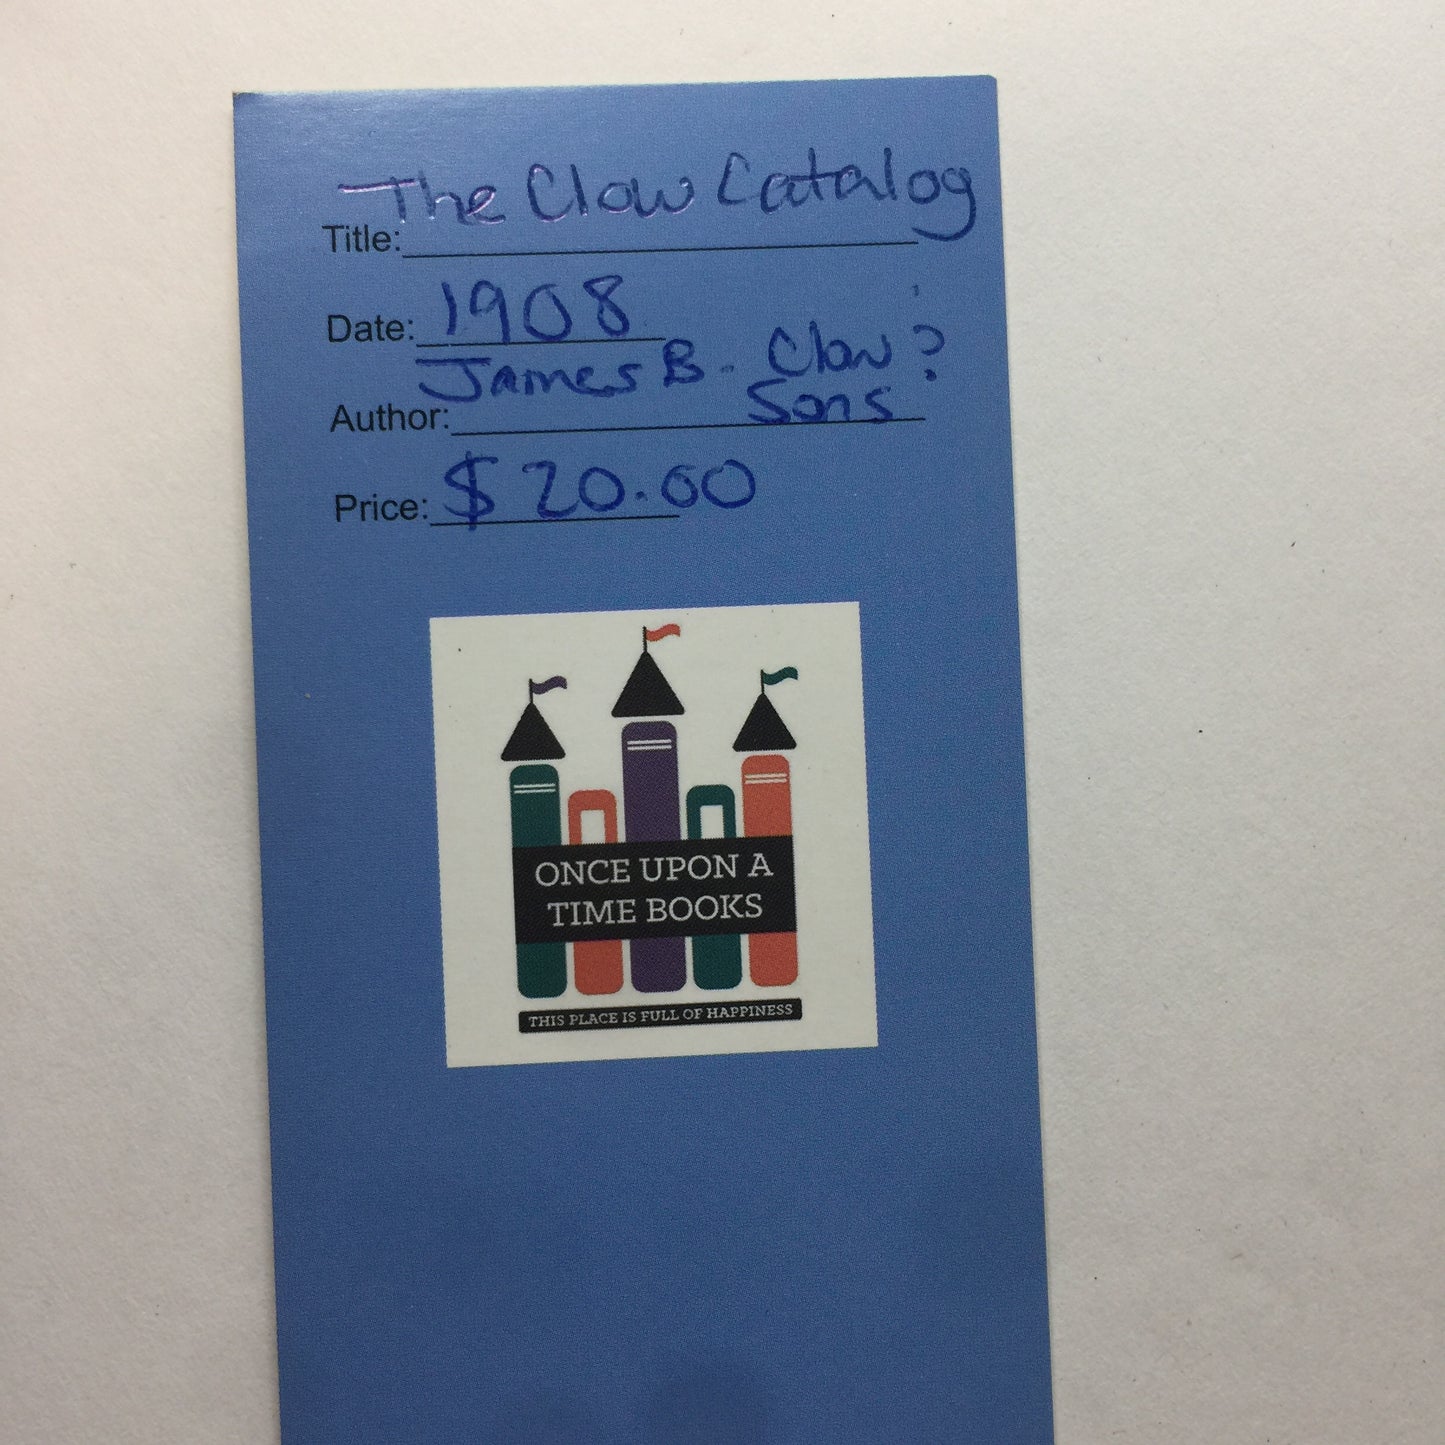 Title: The Clow Catalog
Date: 1908
Author: James B. Clow ?
Sons
Price: $20.00
ONCE UPON A
TIME BOOKS
THIS PLACE IS FULL OF HAPPINESS